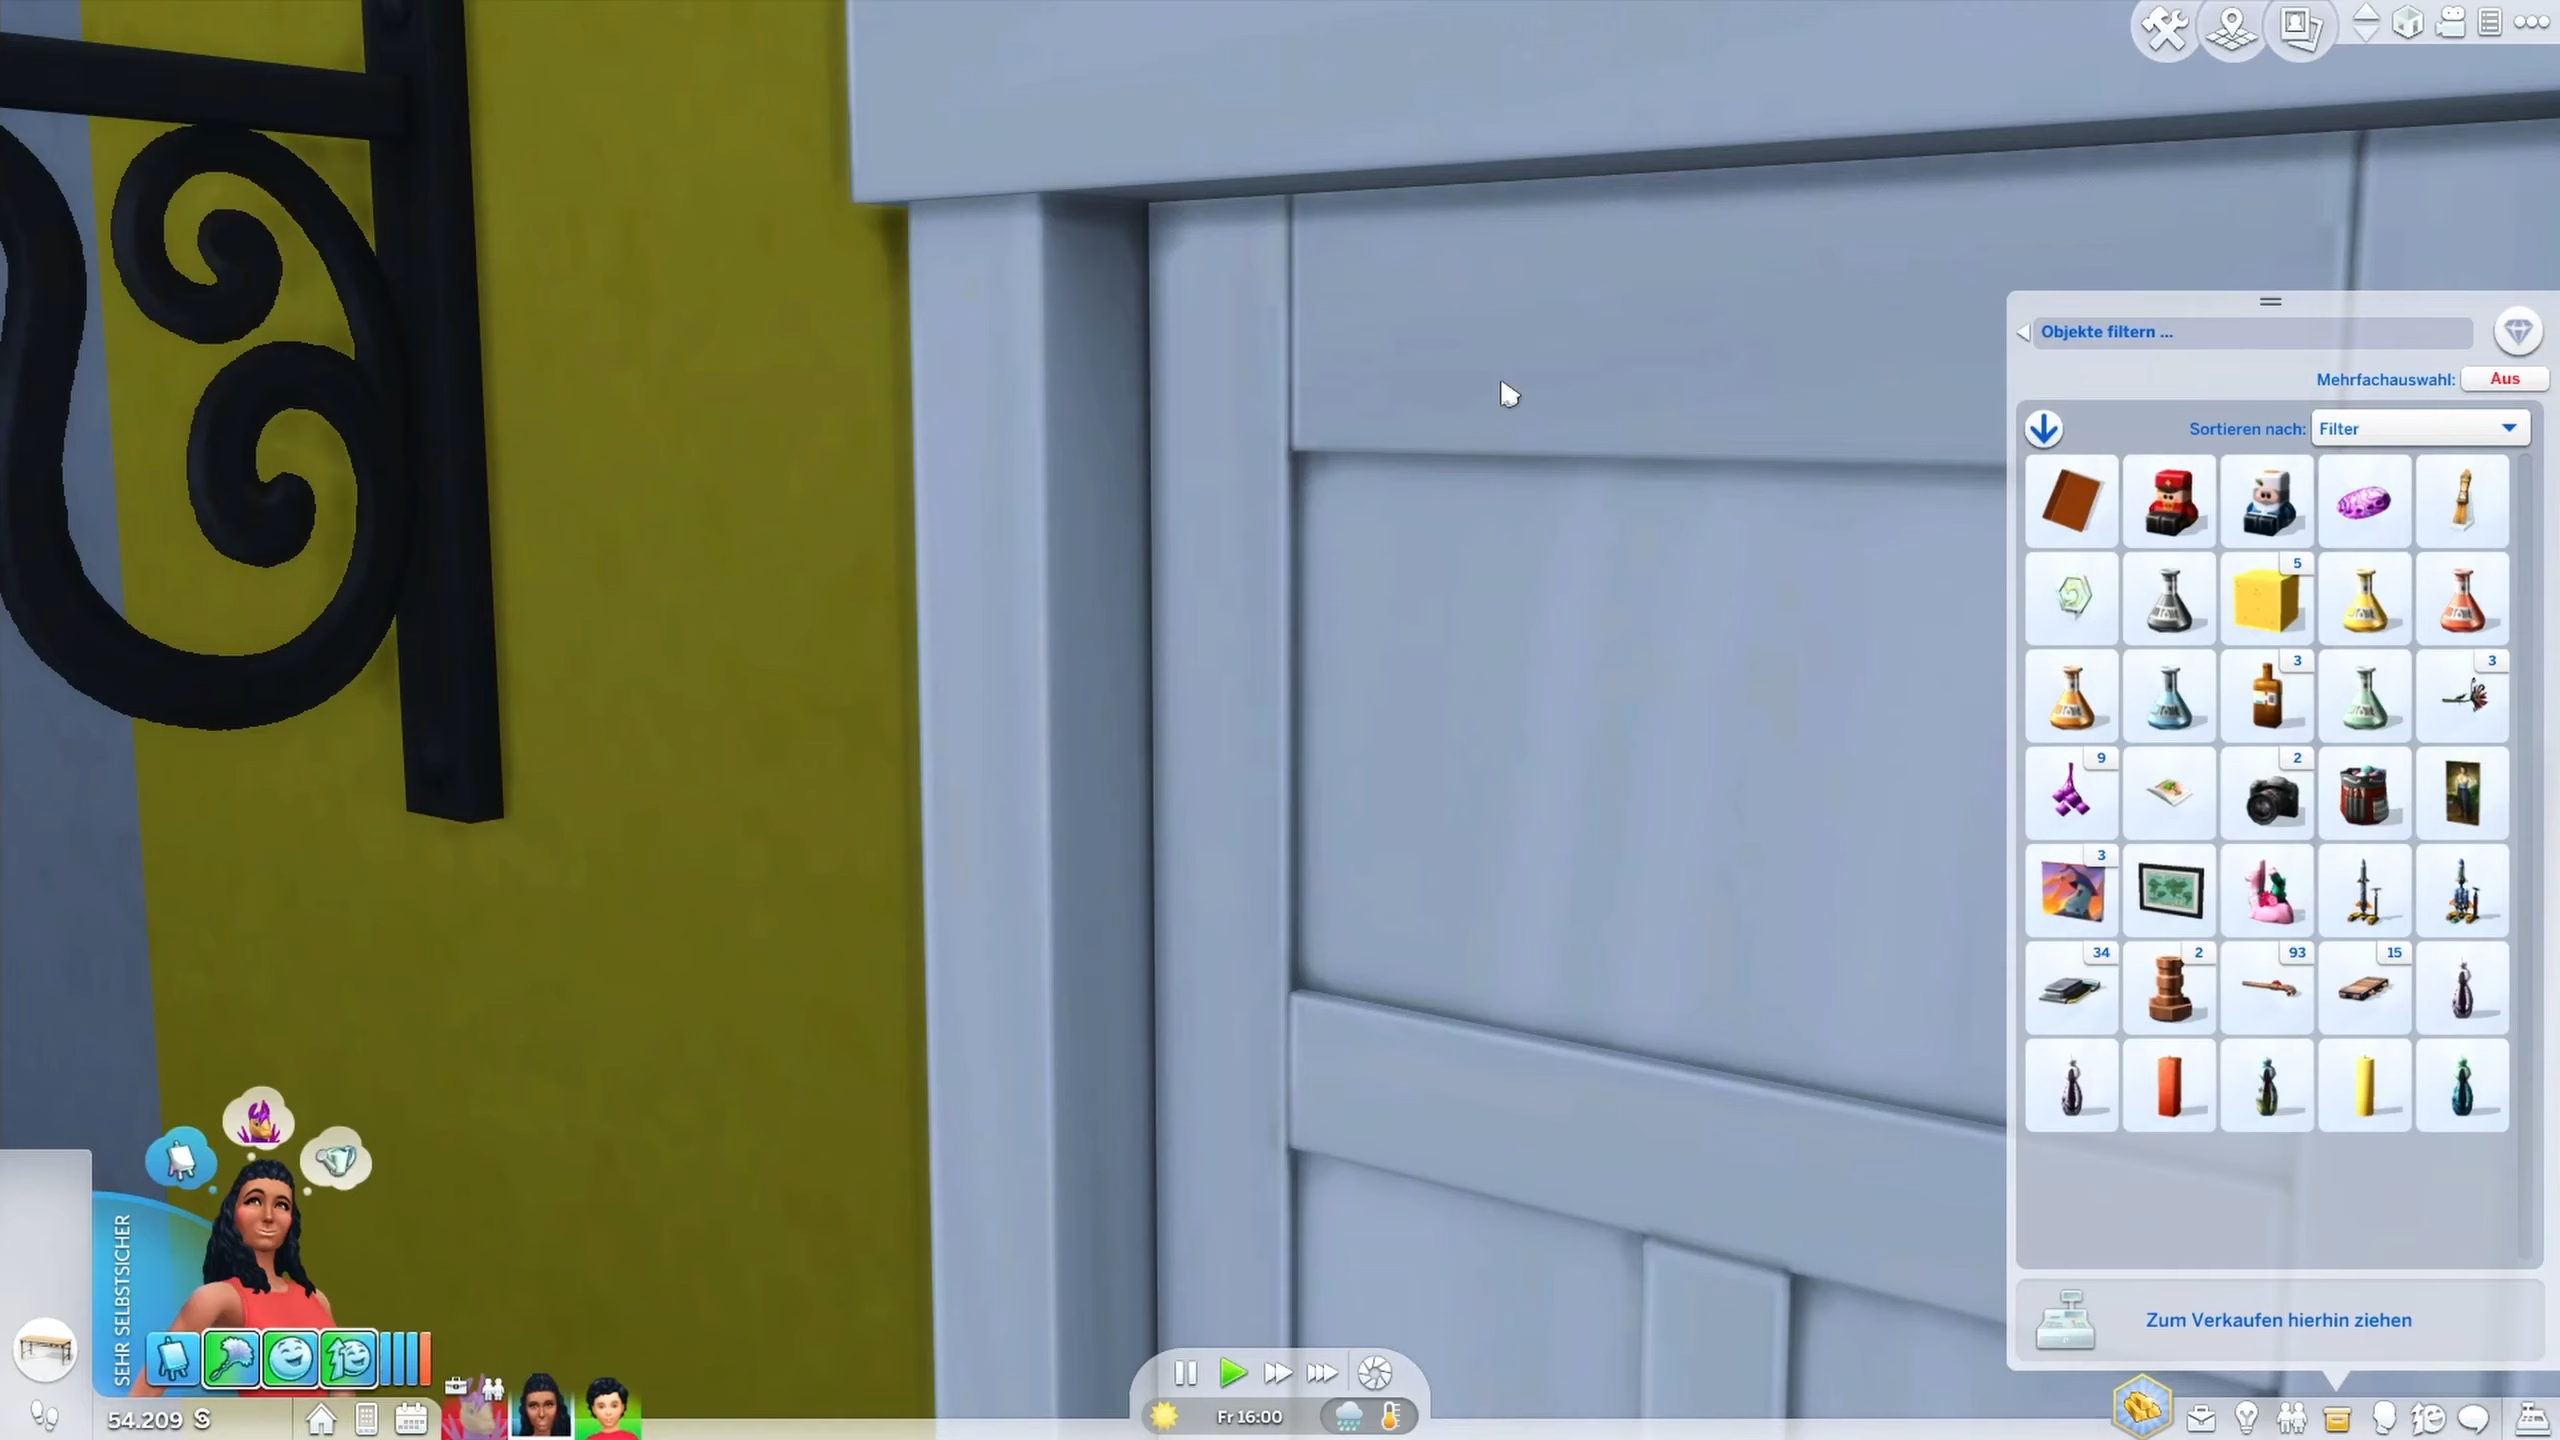 Objekte filtern ...
Mehrfachauswahl: Aus
Sortieren nach: Filter
5
3
3
9
2
3
34
2
93
15
Zum Verkaufen hierhin ziehen
SEHR SELBSTSICHER
54.209
Fr 16:00